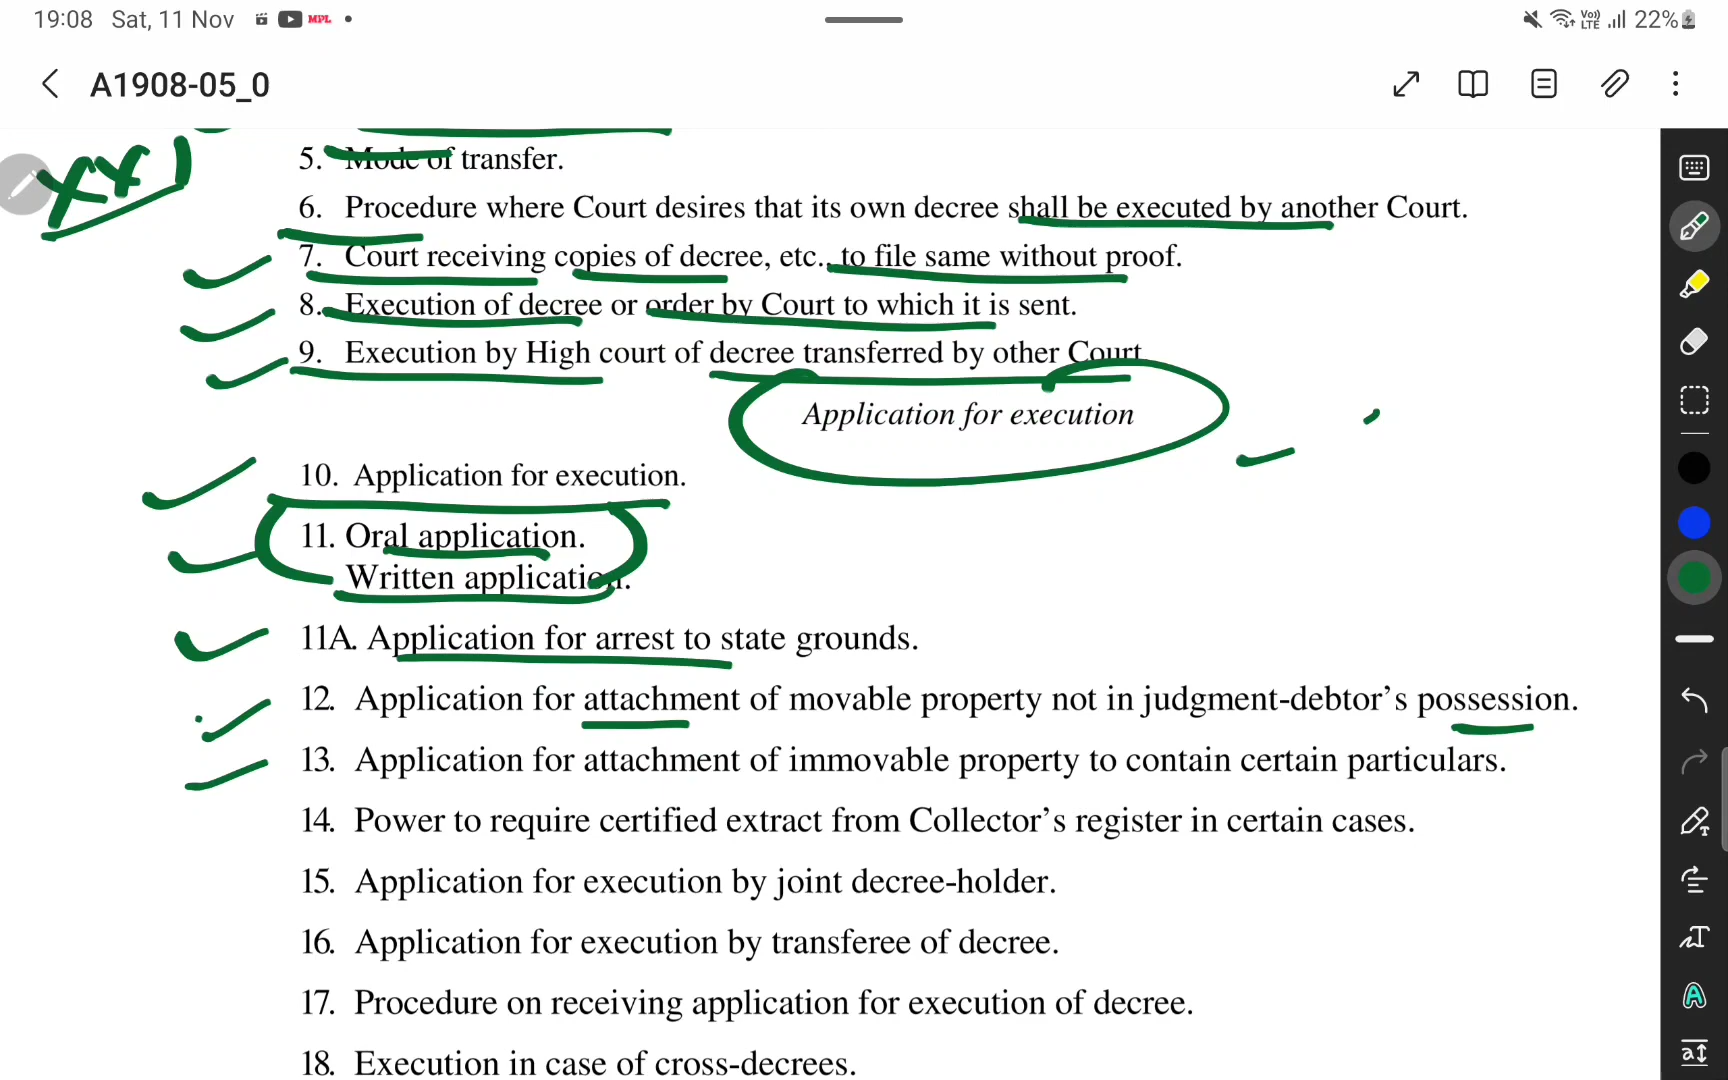 19:08 Sat, 11 Nov MPL Vo)) LTE 22%
A1908-05_0
XXI
5. Mode of transfer.
6. Procedure where Court desires that its own decree shall be executed by another Court.
7. Court receiving copies of decree, etc., to file same without proof.
8. Execution of decree or order by Court to which it is sent.
9. Execution by High court of decree transferred by other Court
Application for execution
10. Application for execution.
11. Oral application.
Written application.
11A. Application for arrest to state grounds.
12. Application for attachment of movable property not in judgment-debtor's possession.
13. Application for attachment of immovable property to contain certain particulars.
14. Power to require certified extract from Collector's register in certain cases.
15. Application for execution by joint decree-holder.
16. Application for execution by transferee of decree.
17. Procedure on receiving application for execution of decree.
18. Execution in case of cross-decrees.